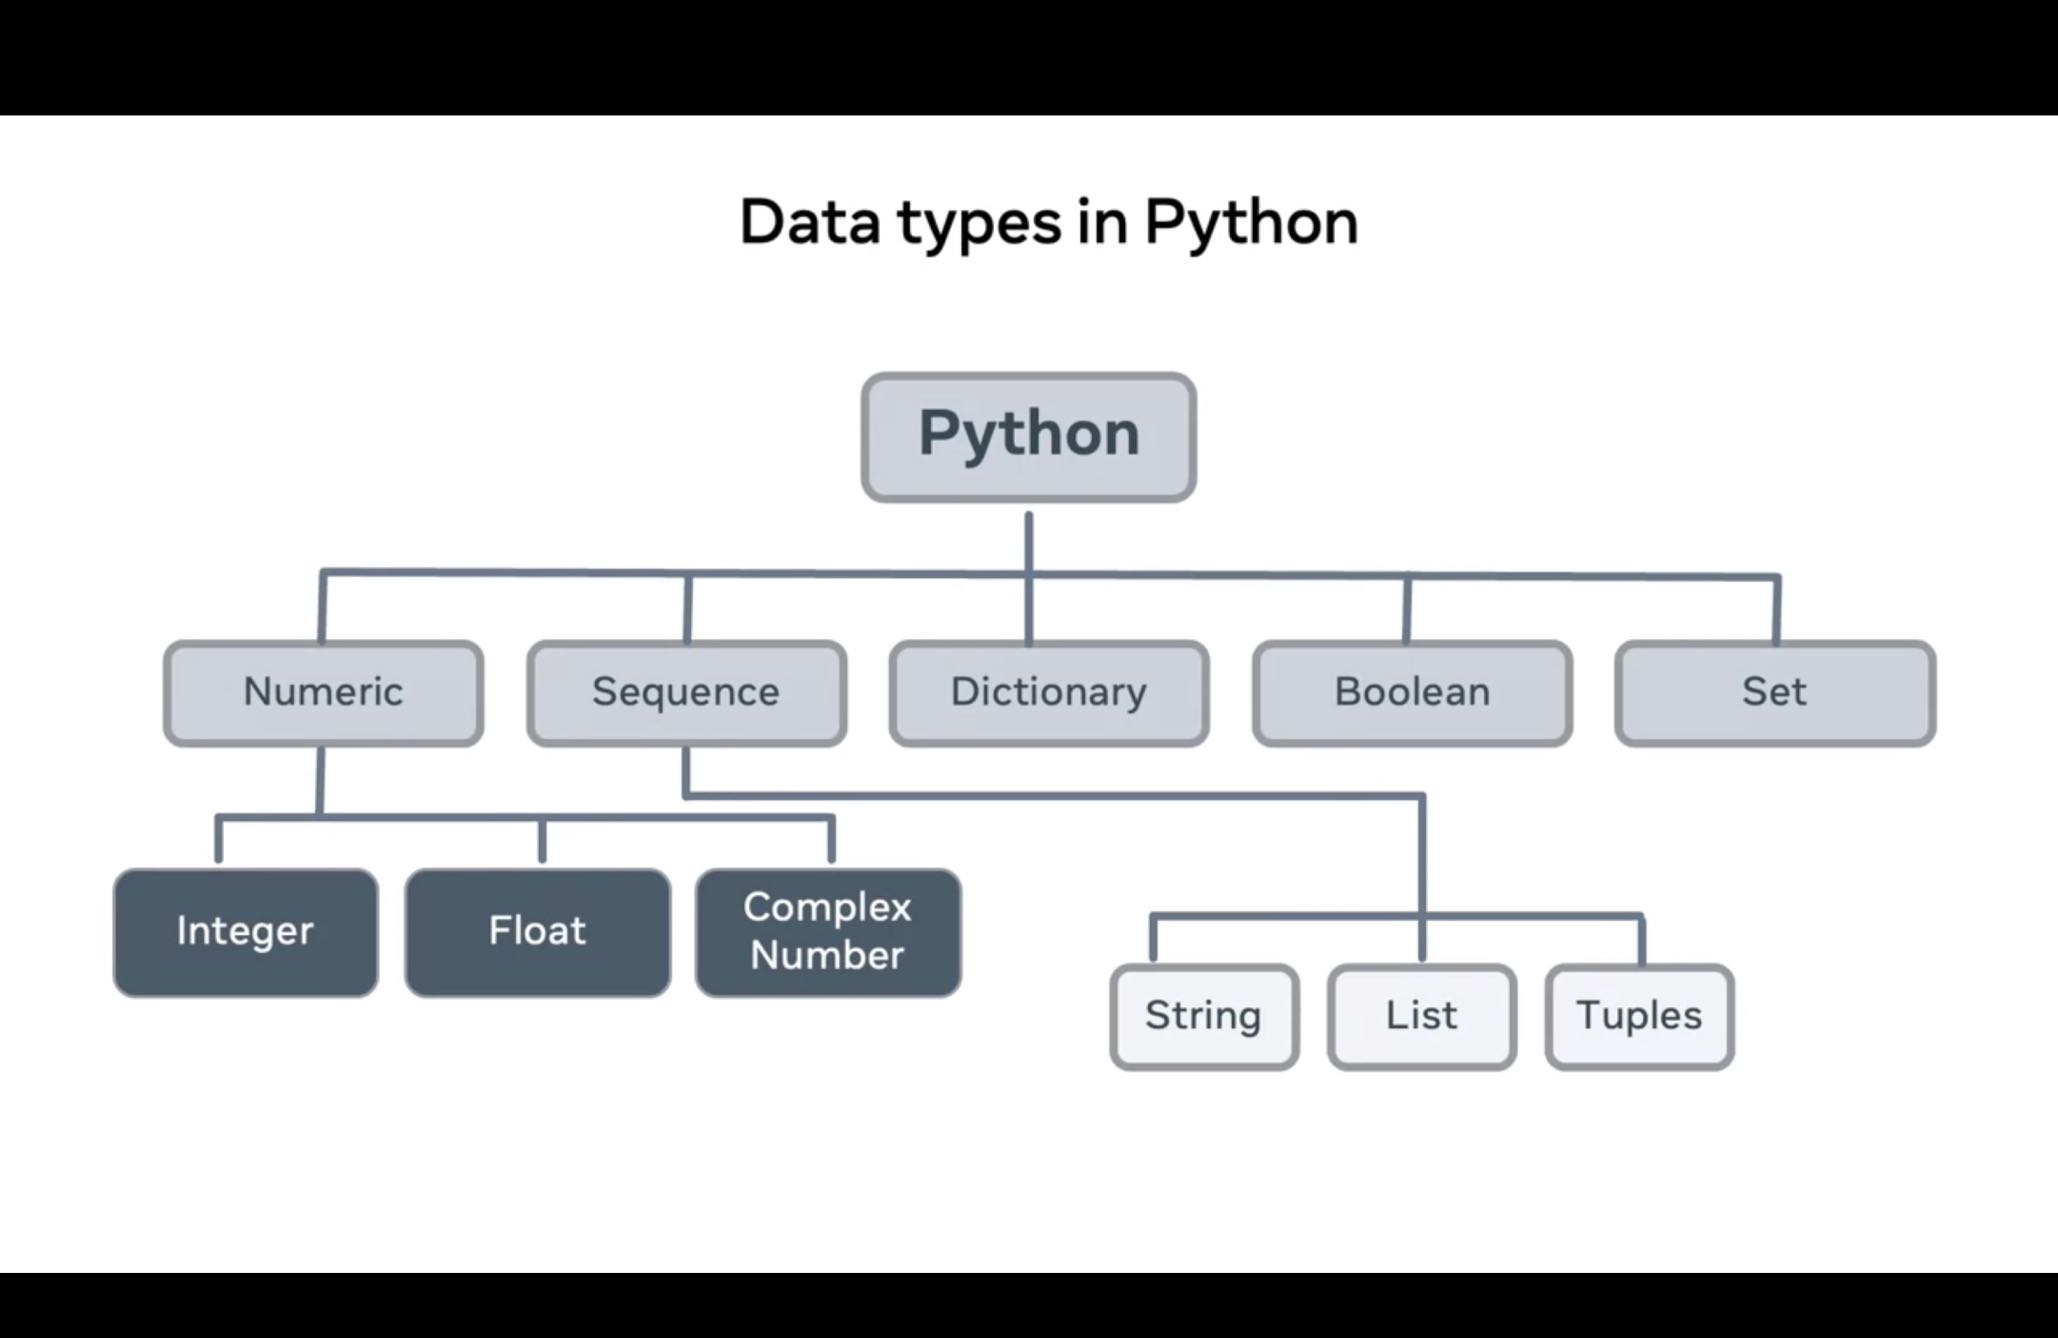 Data types in Python
Python
Numeric
Sequence
Dictionary
Boolean
Set
Integer
Float
Complex
Number
String
List
Tuples